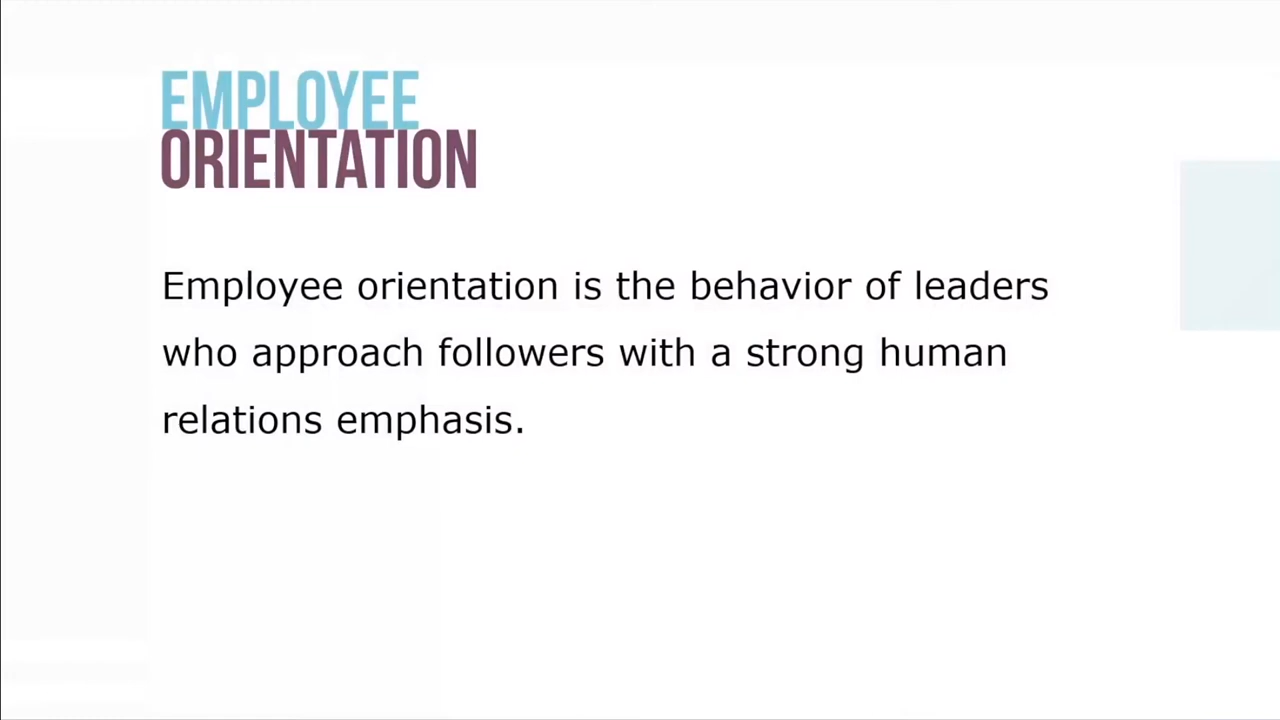 EMPLOYEE
ORIENTATION
Employee orientation is the behavior of leaders
who approach followers with a strong human
relations emphasis.